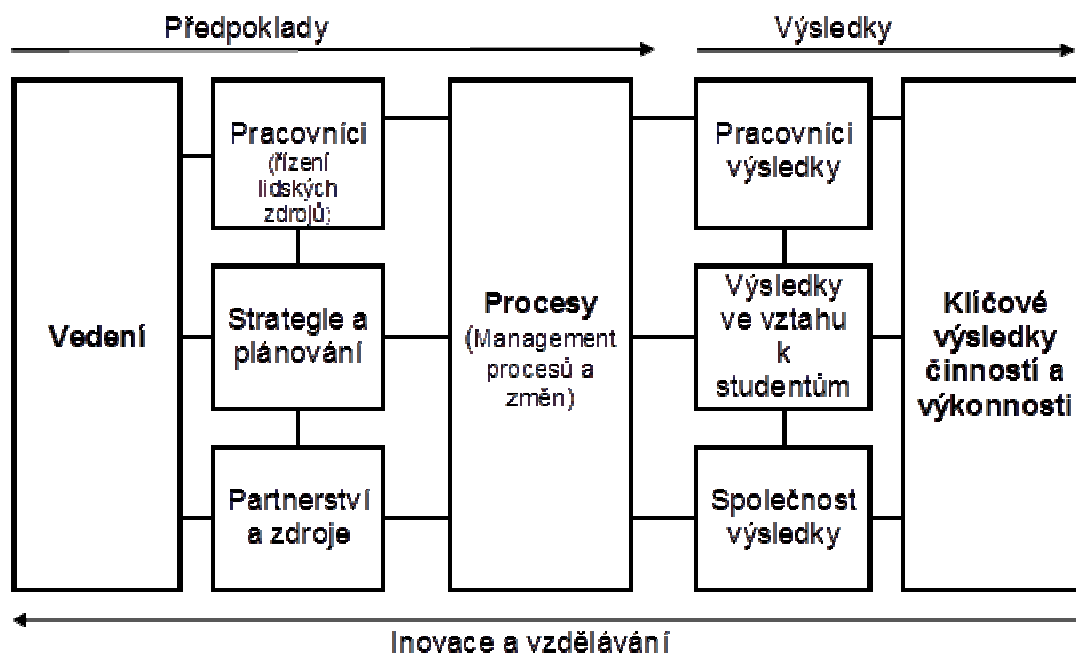 Předpoklady
Výsledky
Vedení
Pracovníci
(řízení
lidských
zdrojů)
Strategie a
plánování
Partnerství
a zdroje
Procesy
(Management
procesů a
změn)
Pracovníci
výsledky
Výsledky
ve vztahu
k
studentům
Společnost
výsledky
Klíčové
výsledky
činností a
výkonnosti
Inovace a vzdělávání